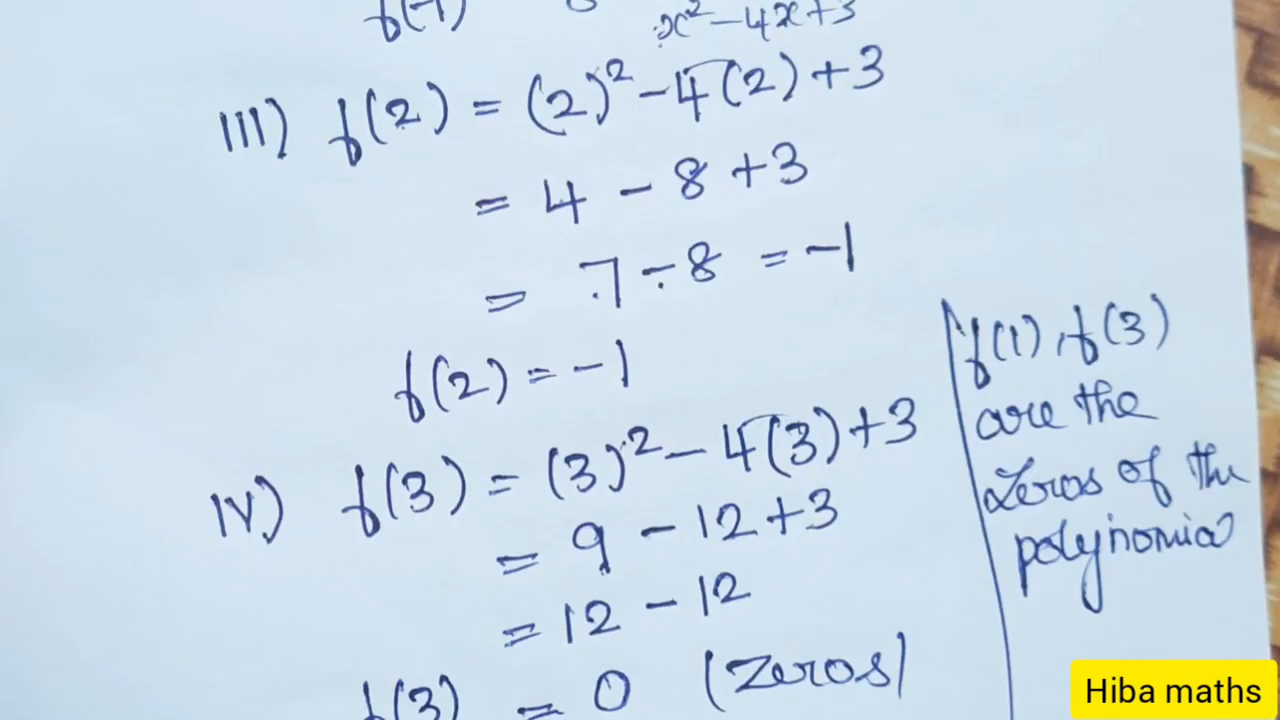 f(-1)
x² - 4x + 3
III) f(2) = (2)² - 4(2) + 3
= 4 - 8 + 3
= 7 - 8 = -1
f(2) = -1
IV) f(3) = (3)² - 4(3) + 3
= 9 - 12 + 3
= 12 - 12
f(3) = 0 (zeros)
f(1), f(3)
are the
zeros of the
polynomial
Hiba maths